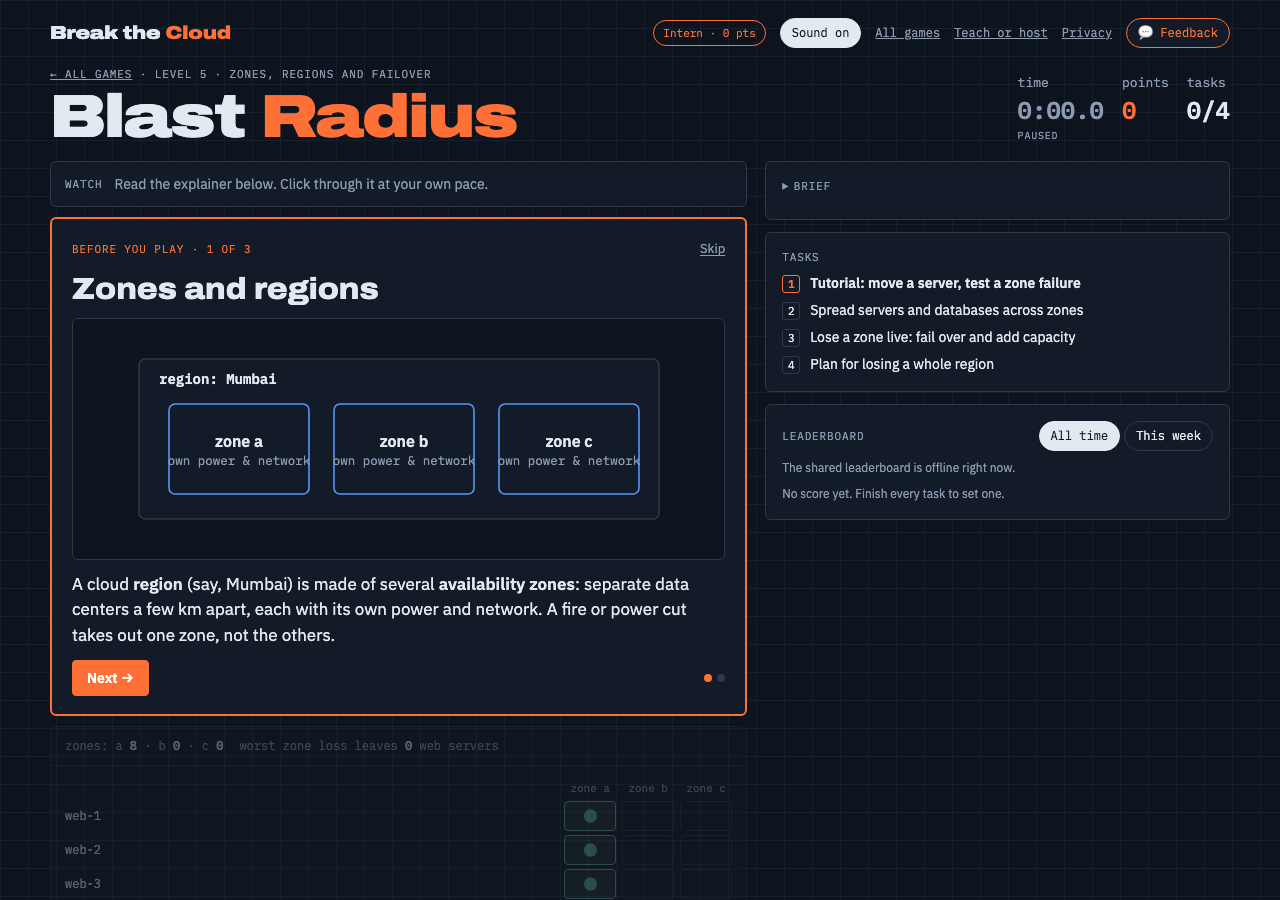 Break the Cloud
Intern · 0 pts
Sound on
All games
Teach or host
Privacy
💬 Feedback
← ALL GAMES · LEVEL 5 · ZONES, REGIONS AND FAILOVER
Blast Radius
time
points
tasks
0:00.0
0
0/4
PAUSED
WATCH Read the explainer below. Click through it at your own pace.
BEFORE YOU PLAY · 1 OF 3
Skip
Zones and regions
region: Mumbai
zone a
own power & network
zone b
own power & network
zone c
own power & network
A cloud region (say, Mumbai) is made of several availability zones: separate data
centers a few km apart, each with its own power and network. A fire or power cut
takes out one zone, not the others.
Next →
zones: a 8 · b 0 · c 0 worst zone loss leaves 0 web servers
zone a zone b zone c
web-1
web-2
web-3
▶ BRIEF
TASKS
1 Tutorial: move a server, test a zone failure
2 Spread servers and databases across zones
3 Lose a zone live: fail over and add capacity
4 Plan for losing a whole region
LEADERBOARD
All time
This week
The shared leaderboard is offline right now.
No score yet. Finish every task to set one.